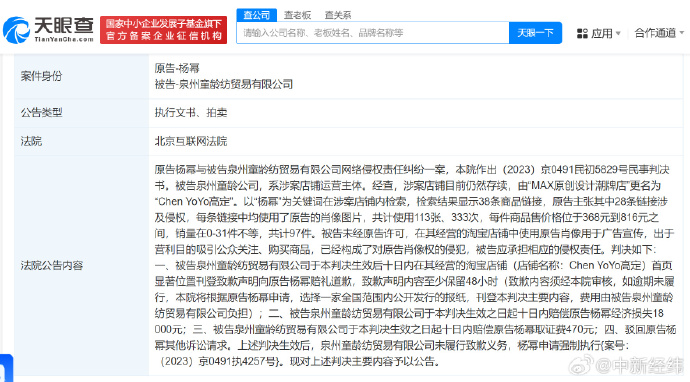 天眼查
TianYanCha.com
国家中小企业发展子基金旗下
官方备案企业征信机构
查公司 查老板 查关系
请输入公司名称、老板姓名、品牌名称等
天眼一下
应用
合作通道
案件身份
原告-杨幂
被告-泉州童龄纺贸易有限公司
公告类型
执行文书、拍卖
法院
北京互联网法院
法院公告内容
原告杨幂与被告泉州童龄纺贸易有限公司网络侵权责任纠纷一案，本院作出（2023）京0491民初5829号民事判决
书。被告泉州童龄公司，系涉案店铺运营主体。经查，涉案店铺目前仍然存续，由“MAX原创设计潮牌店”更名为
“Chen YoYo高定”。以“杨幂”为关键词在涉案店铺内检索，检索结果显示38条商品链接，原告主张其中28条链接涉
及侵权，每条链接中均使用了原告的肖像图片，共计使用113张、333次，每件商品售价位于368元到816元之
间，销量在0-31件不等，共计97件。被告未经原告许可，在其经营的淘宝店铺中使用原告肖像用于广告宣传，出于
营利目的吸引公众关注、购买商品，已经构成了对原告肖像权的侵犯，被告应承担相应的侵权责任。判决如下：
一、被告泉州童龄纺贸易有限公司于本判决生效后十日内在其经营的淘宝店铺（店铺名称：Chen YoYo高定）首页
显著位置刊登致歉声明向原告杨幂赔礼道歉，致歉声明内容至少保留48小时（致歉内容须经本院审核，如逾期未履
行，本院将根据原告杨幂申请，选择一家全国范围内公开发行的报纸，刊登本判决主要内容，费用由被告泉州童龄
纺贸易有限公司负担）；二、被告泉州童龄纺贸易有限公司于本判决生效之日起十日内赔偿原告杨幂经济损失18
000元；三、被告泉州童龄纺贸易有限公司于本判决生效之日起十日内赔偿原告杨幂取证费470元；四、驳回原告杨
幂其他诉讼请求。上述判决生效后，泉州童龄纺贸易有限公司未履行致歉义务，杨幂申请强制执行{案号：
（2023）京0491执4257号}。现对上述判决主要内容予以公告。
@中新经纬